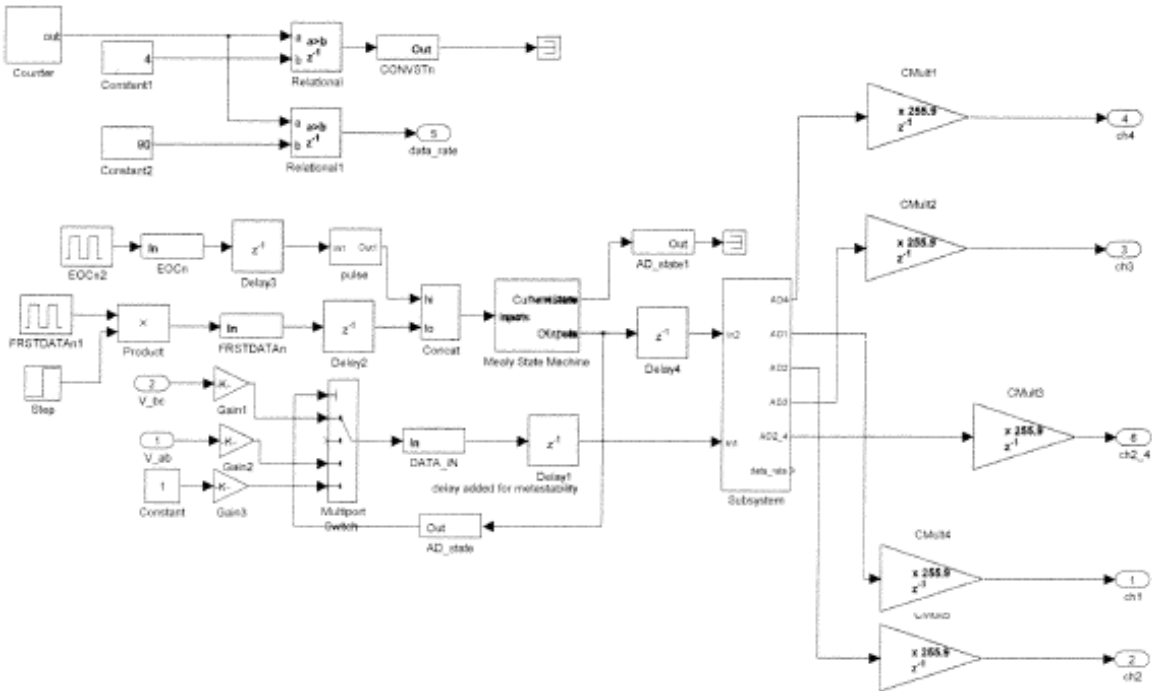 out
Counter
4
Constant1
a
b
a>b
z-1
Relational
Out
CONVSTn
90
Constant2
a
b
a>b
z-1
Relational1
5
data_rate
EOCn2
In
EOCn
z-1
Delay3
In1 Out1
pulse
FRSTDATAn1
x
Product
In
FRSTDATAn
z-1
Delay2
hi
lo
Concat
Step
Inputs
Mealy State Machine
Out
AD_state1
z-1
Delay4
2
V_bc
-K-
Gain1
1
V_ab
-K-
Gain2
1
Constant
-K-
Gain3
Multiport
Switch
In
DATA_IN
z-1
Delay1
delay added for metastability
Out
AD_state
In2
In1
AD4
AD1
AD2
AD3
AD2_4
data_rate
Subsystem
CMult1
x 255.9
z-1
4
ch4
CMult2
x 255.9
z-1
3
ch3
CMult3
x 255.9
z-1
6
ch2_4
CMult4
x 255.9
z-1
1
ch1
x 255.9
z-1
2
ch2